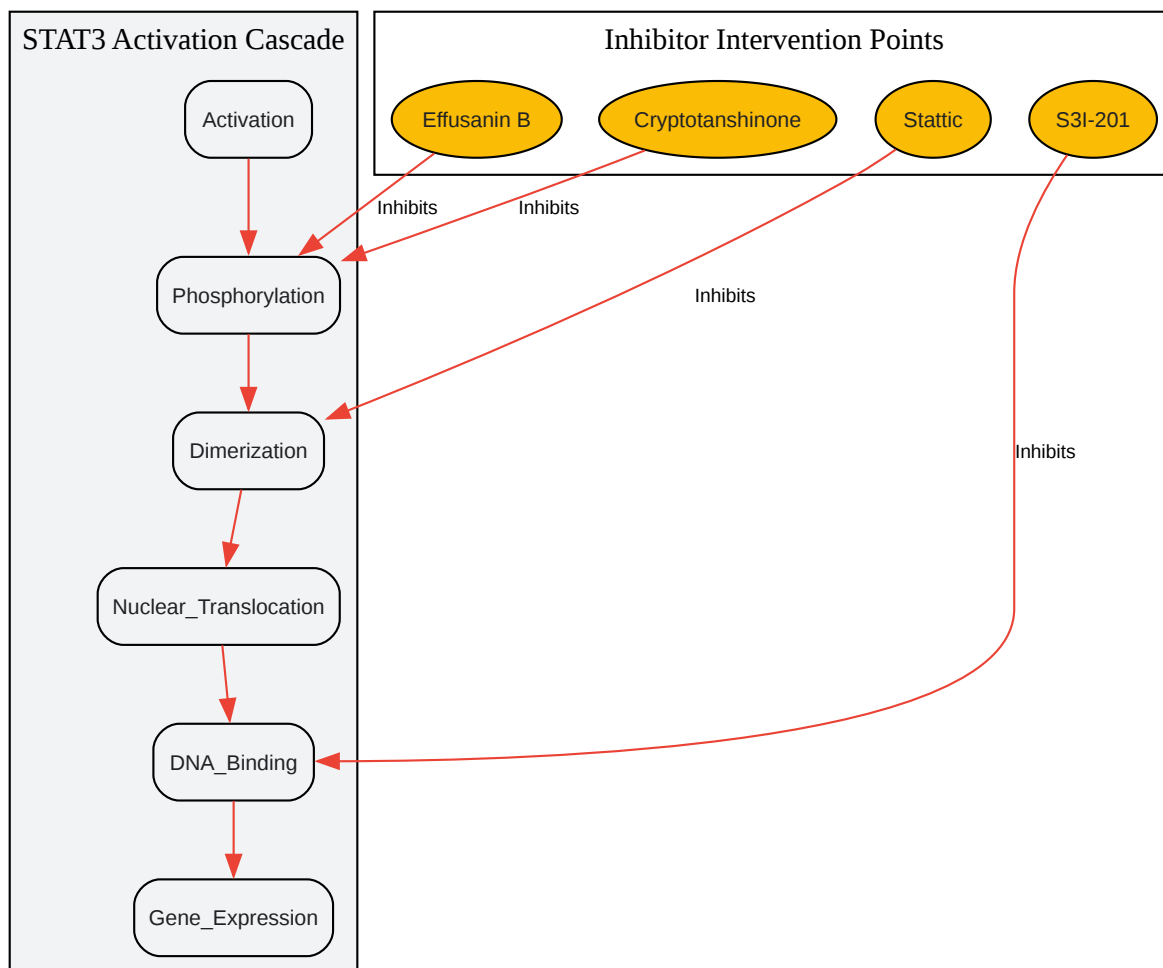 STAT3 Activation Cascade
Inhibitor Intervention Points
Activation
Effusanin B
Cryptotanshinone
Stattic
S3I-201
Inhibits
Inhibits
Phosphorylation
Inhibits
Dimerization
Inhibits
Nuclear_Translocation
DNA_Binding
Gene_Expression